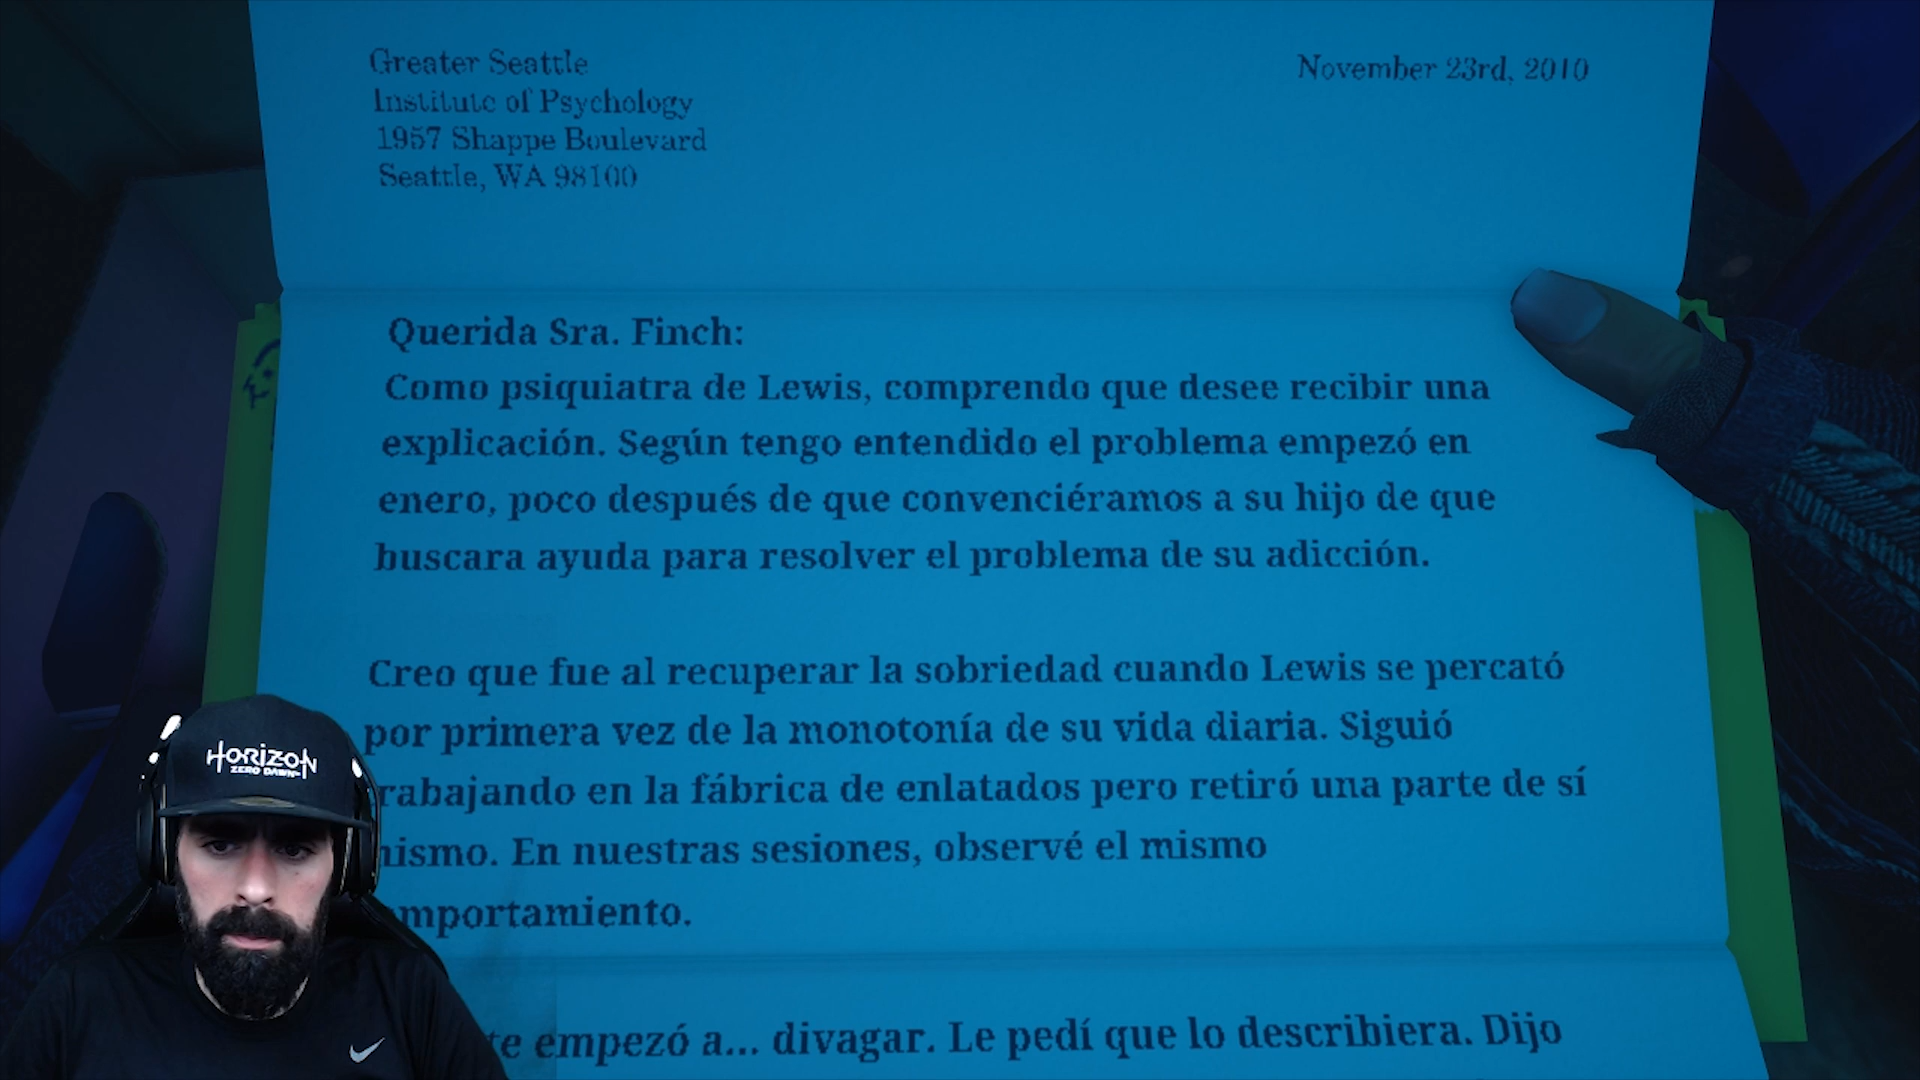 Greater Seattle
November 23rd, 2010
Institute of Psychology
1957 Shappe Boulevard
Seattle, WA 98100
Querida Sra. Finch:
Como psiquiatra de Lewis, comprendo que desee recibir una
explicación. Según tengo entendido el problema empezó en
enero, poco después de que convenciéramos a su hijo de que
buscara ayuda para resolver el problema de su adicción.
Creo que fue al recuperar la sobriedad cuando Lewis se percató
por primera vez de la monotonía de su vida diaria. Siguió
rabajando en la fábrica de enlatados pero retiró una parte de sí
mismo. En nuestras sesiones, observé el mismo
mportamiento.
te empezó a... divagar. Le pedí que lo describiera. Dijo
HORIZON
ZERO DAWN